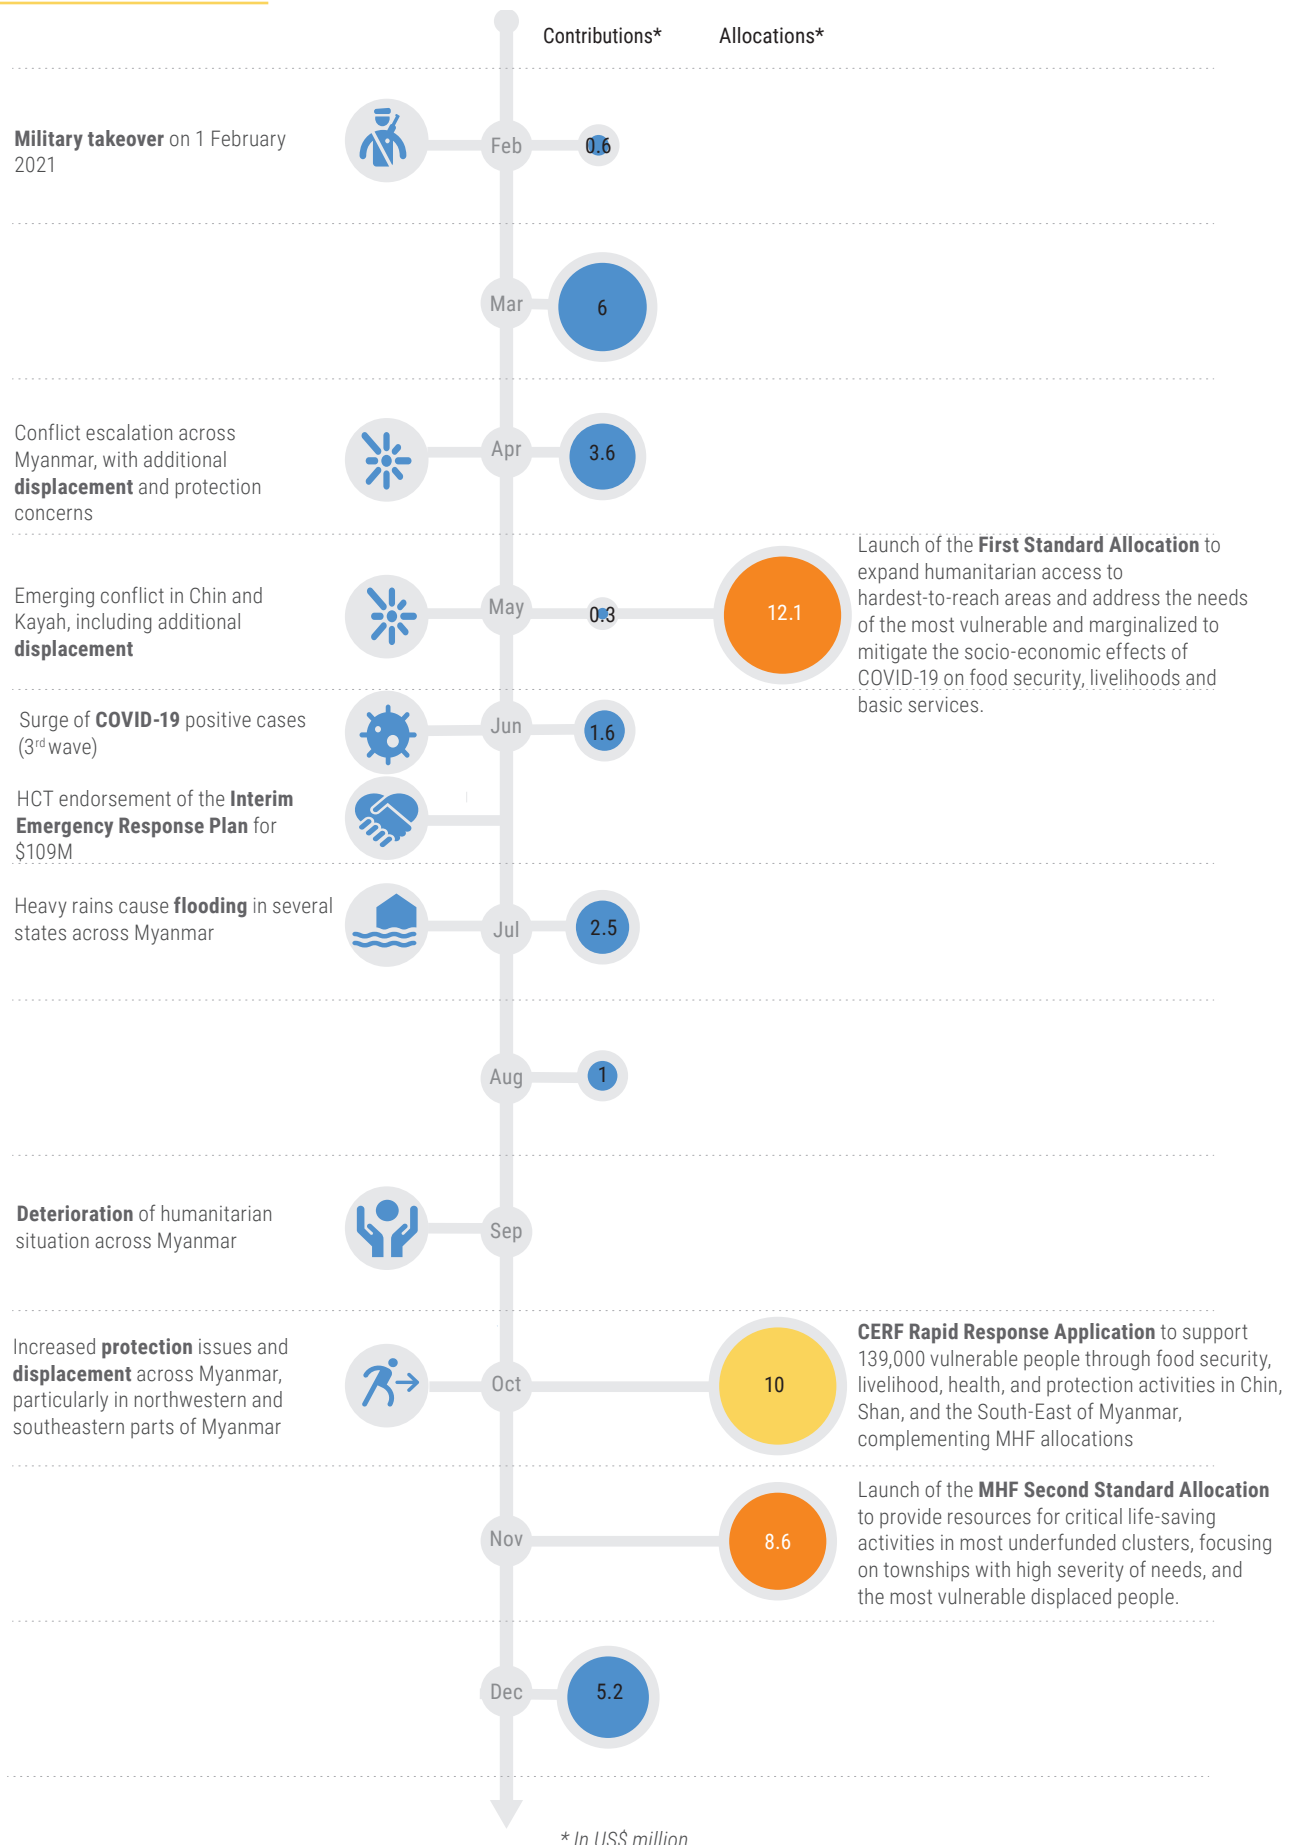 Contributions* Allocations*
Military takeover on 1 February
2021
Feb
0.6
Mar
6
Conflict escalation across
Myanmar, with additional
displacement and protection
concerns
Apr
3.6
Emerging conflict in Chin and
Kayah, including additional
displacement
May
0.3
12.1
Launch of the First Standard Allocation to
expand humanitarian access to
hardest-to-reach areas and address the needs
of the most vulnerable and marginalized to
mitigate the socio-economic effects of
COVID-19 on food security, livelihoods and
basic services.
Surge of COVID-19 positive cases
(3rd wave)
Jun
1.6
HCT endorsement of the Interim
Emergency Response Plan for
$109M
Heavy rains cause flooding in several
states across Myanmar
Jul
2.5
Aug
1
Deterioration of humanitarian
situation across Myanmar
Sep
Increased protection issues and
displacement across Myanmar,
particularly in northwestern and
southeastern parts of Myanmar
Oct
10
CERF Rapid Response Application to support
139,000 vulnerable people through food security,
livelihood, health, and protection activities in Chin,
Shan, and the South-East of Myanmar,
complementing MHF allocations
Nov
8.6
Launch of the MHF Second Standard Allocation
to provide resources for critical life-saving
activities in most underfunded clusters, focusing
on townships with high severity of needs, and
the most vulnerable displaced people.
Dec
5.2
* In US$ million